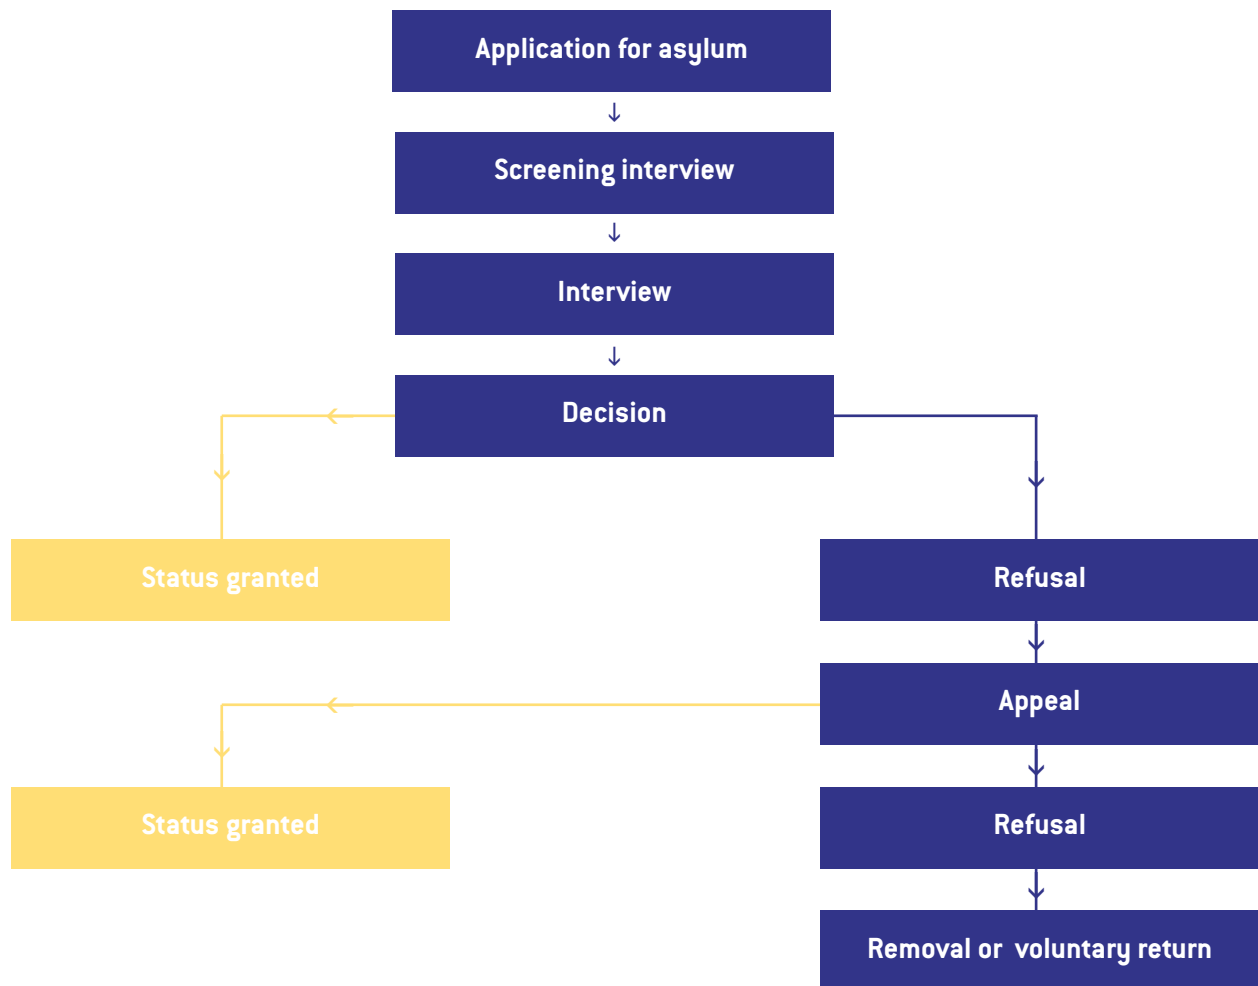 Application for asylum
Screening interview
Interview
Decision
Status granted
Refusal
Appeal
Status granted
Refusal
Removal or voluntary return